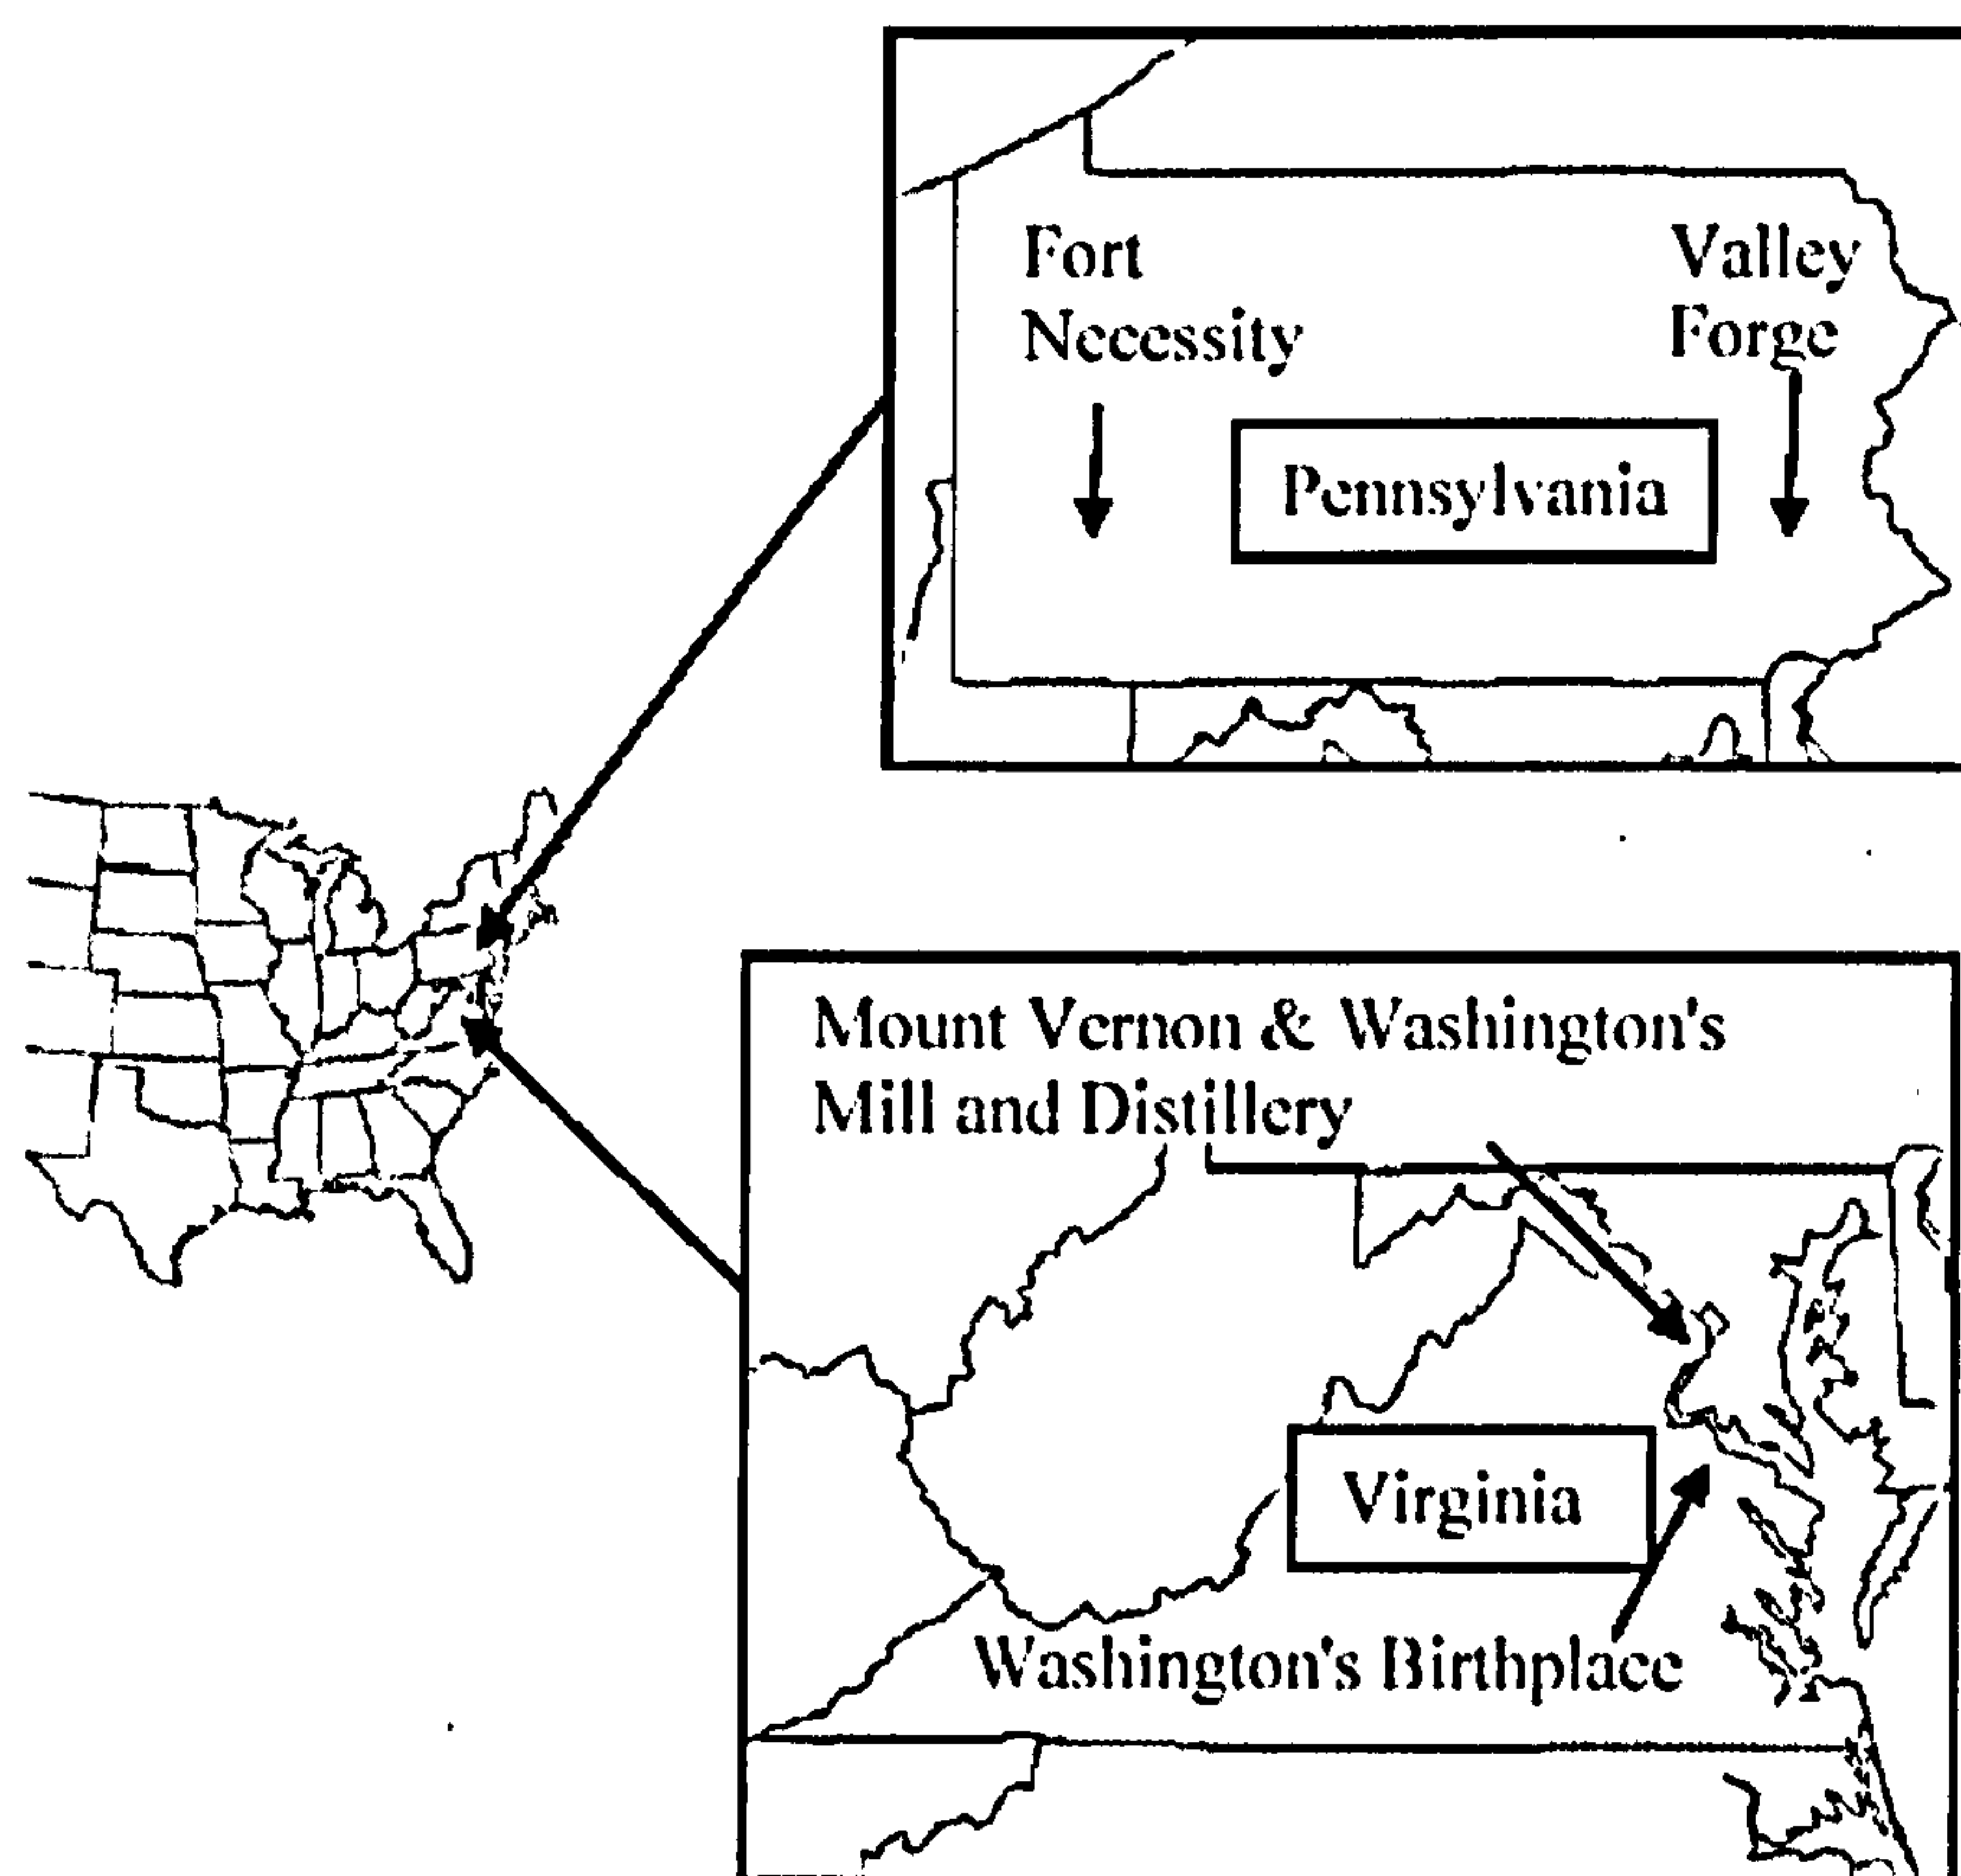 Fort
Necessity
Valley
Forge
Pennsylvania
Mount Vernon & Washington's
Mill and Distillery
Virginia
Washington's Birthplace